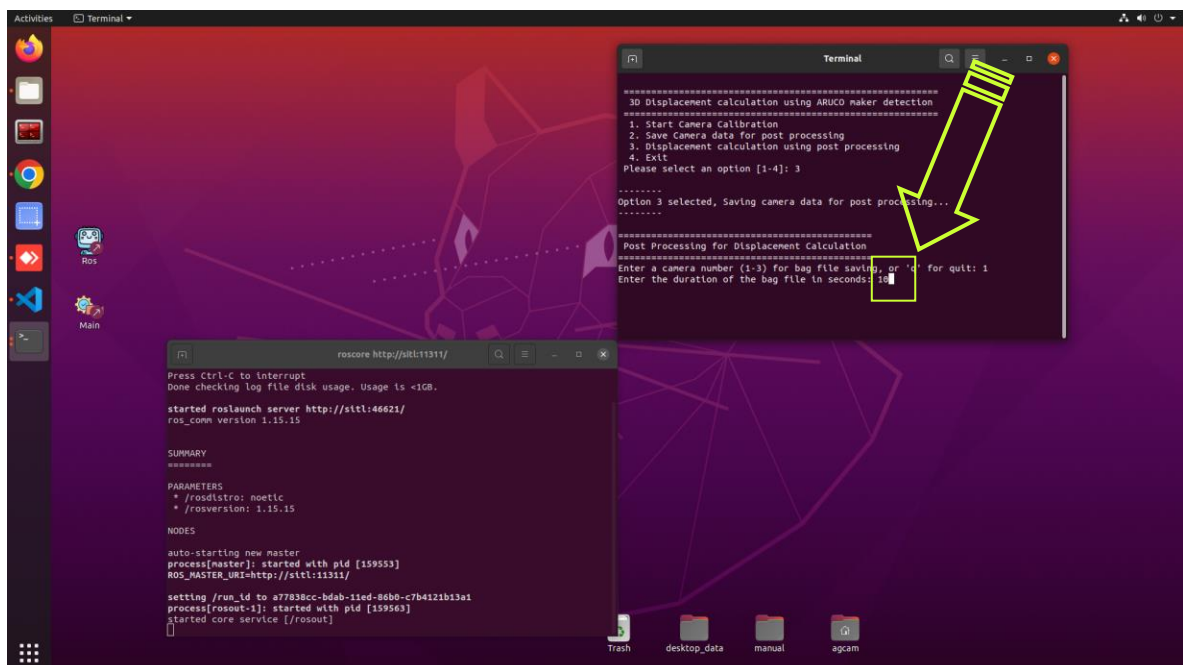 Activities
Terminal
Terminal
========================================================
3D Displacement calculation using ARUCO maker detection
========================================================
1. Start Camera Calibration
2. Save Camera data for post processing
3. Displacement calculation using post processing
4. Exit
Please select an option [1-4]: 3
--------
Option 3 selected, Saving camera data for post processing...
--------
=============================================
Post Processing for Displacement Calculation
=============================================
Enter a camera number (1-3) for bag file saving, or 'q' for quit: 1
Enter the duration of the bag file in seconds: 10
Ros
Main
roscore http://sitl:11311/
Press Ctrl-C to interrupt
Done checking log file disk usage. Usage is <1GB.
started roslaunch server http://sitl:46621/
ros_comm version 1.15.15
SUMMARY
========
PARAMETERS
* /rosdistro: noetic
* /rosversion: 1.15.15
NODES
auto-starting new master
process[master]: started with pid [159553]
ROS_MASTER_URI=http://sitl:11311/
setting /run_id to a77838cc-bdab-11ed-86b0-c7b4121b13a1
process[rosout-1]: started with pid [159563]
started core service [/rosout]
Trash
desktop_data
manual
agcam